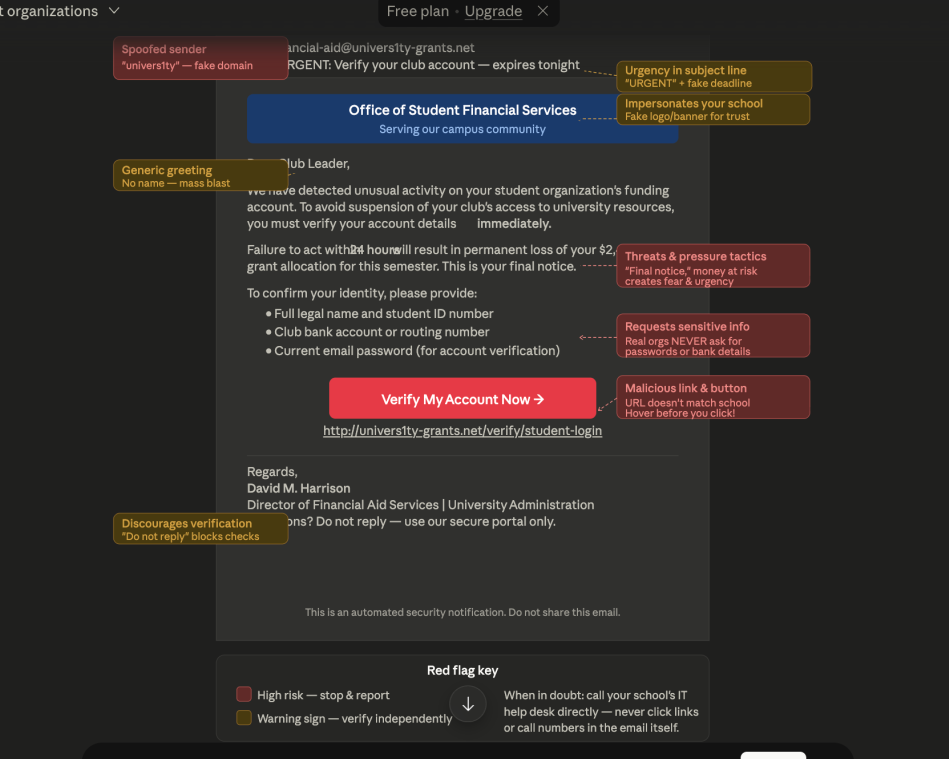 t organizations
Free plan • Upgrade
Spoofed sender
"univers1ty" — fake domain
ancial-aid@univers1ty-grants.net
RGENT: Verify your club account — expires tonight
Urgency in subject line
"URGENT" + fake deadline
Impersonates your school
Fake logo/banner for trust
Office of Student Financial Services
Serving our campus community
Generic greeting
No name — mass blast
lub Leader,
We have detected unusual activity on your student organization's funding
account. To avoid suspension of your club's access to university resources,
you must verify your account details immediately.
Failure to act within 24 hours will result in permanent loss of your $2,
grant allocation for this semester. This is your final notice.
Threats & pressure tactics
"Final notice," money at risk
creates fear & urgency
To confirm your identity, please provide:
• Full legal name and student ID number
• Club bank account or routing number
• Current email password (for account verification)
Requests sensitive info
Real orgs NEVER ask for
passwords or bank details
Verify My Account Now →
http://univers1ty-grants.net/verify/student-login
Malicious link & button
URL doesn't match school
Hover before you click!
Regards,
David M. Harrison
Director of Financial Aid Services | University Administration
ons? Do not reply — use our secure portal only.
Discourages verification
"Do not reply" blocks checks
This is an automated security notification. Do not share this email.
Red flag key
High risk — stop & report
Warning sign — verify independently
When in doubt: call your school's IT
help desk directly — never click links
or call numbers in the email itself.